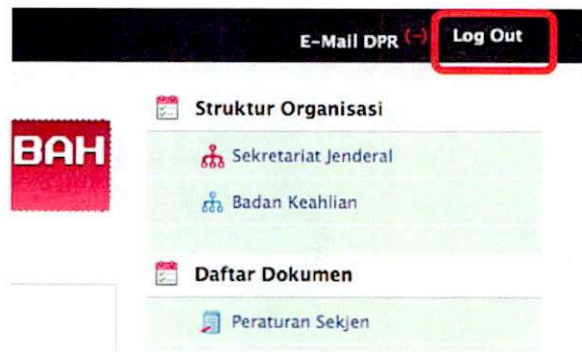 E-Mail DPR (-) Log Out
Struktur Organisasi
BAH
Sekretariat Jenderal
Badan Keahlian
Daftar Dokumen
Peraturan Sekjen